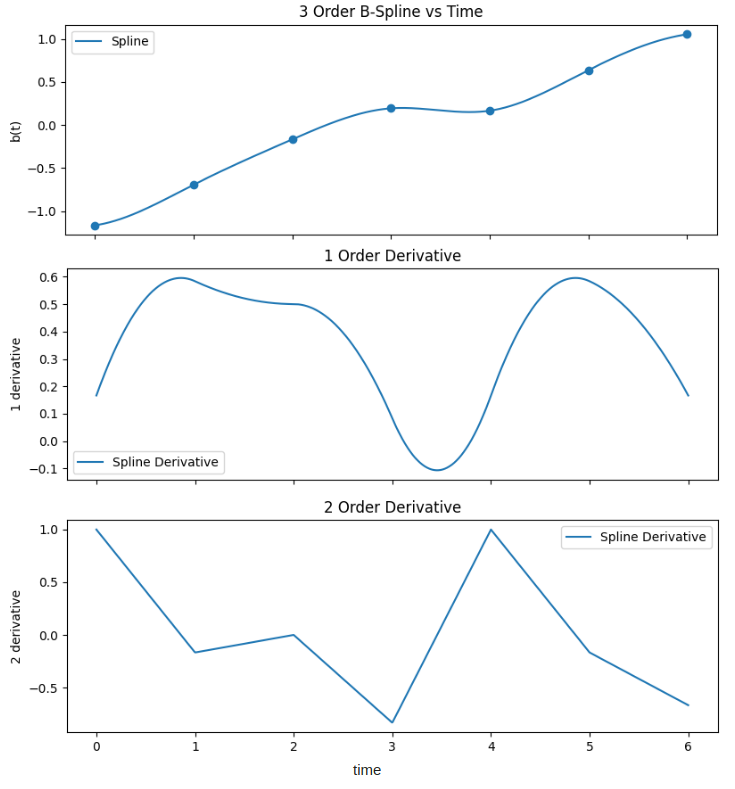 3 Order B-Spline vs Time
1.0
0.5
0.0
−0.5
−1.0
b(t)
Spline
1 Order Derivative
0.6
0.5
0.4
0.3
0.2
0.1
0.0
−0.1
1 derivative
Spline Derivative
2 Order Derivative
1.0
0.5
0.0
−0.5
2 derivative
Spline Derivative
0 1 2 3 4 5 6
time